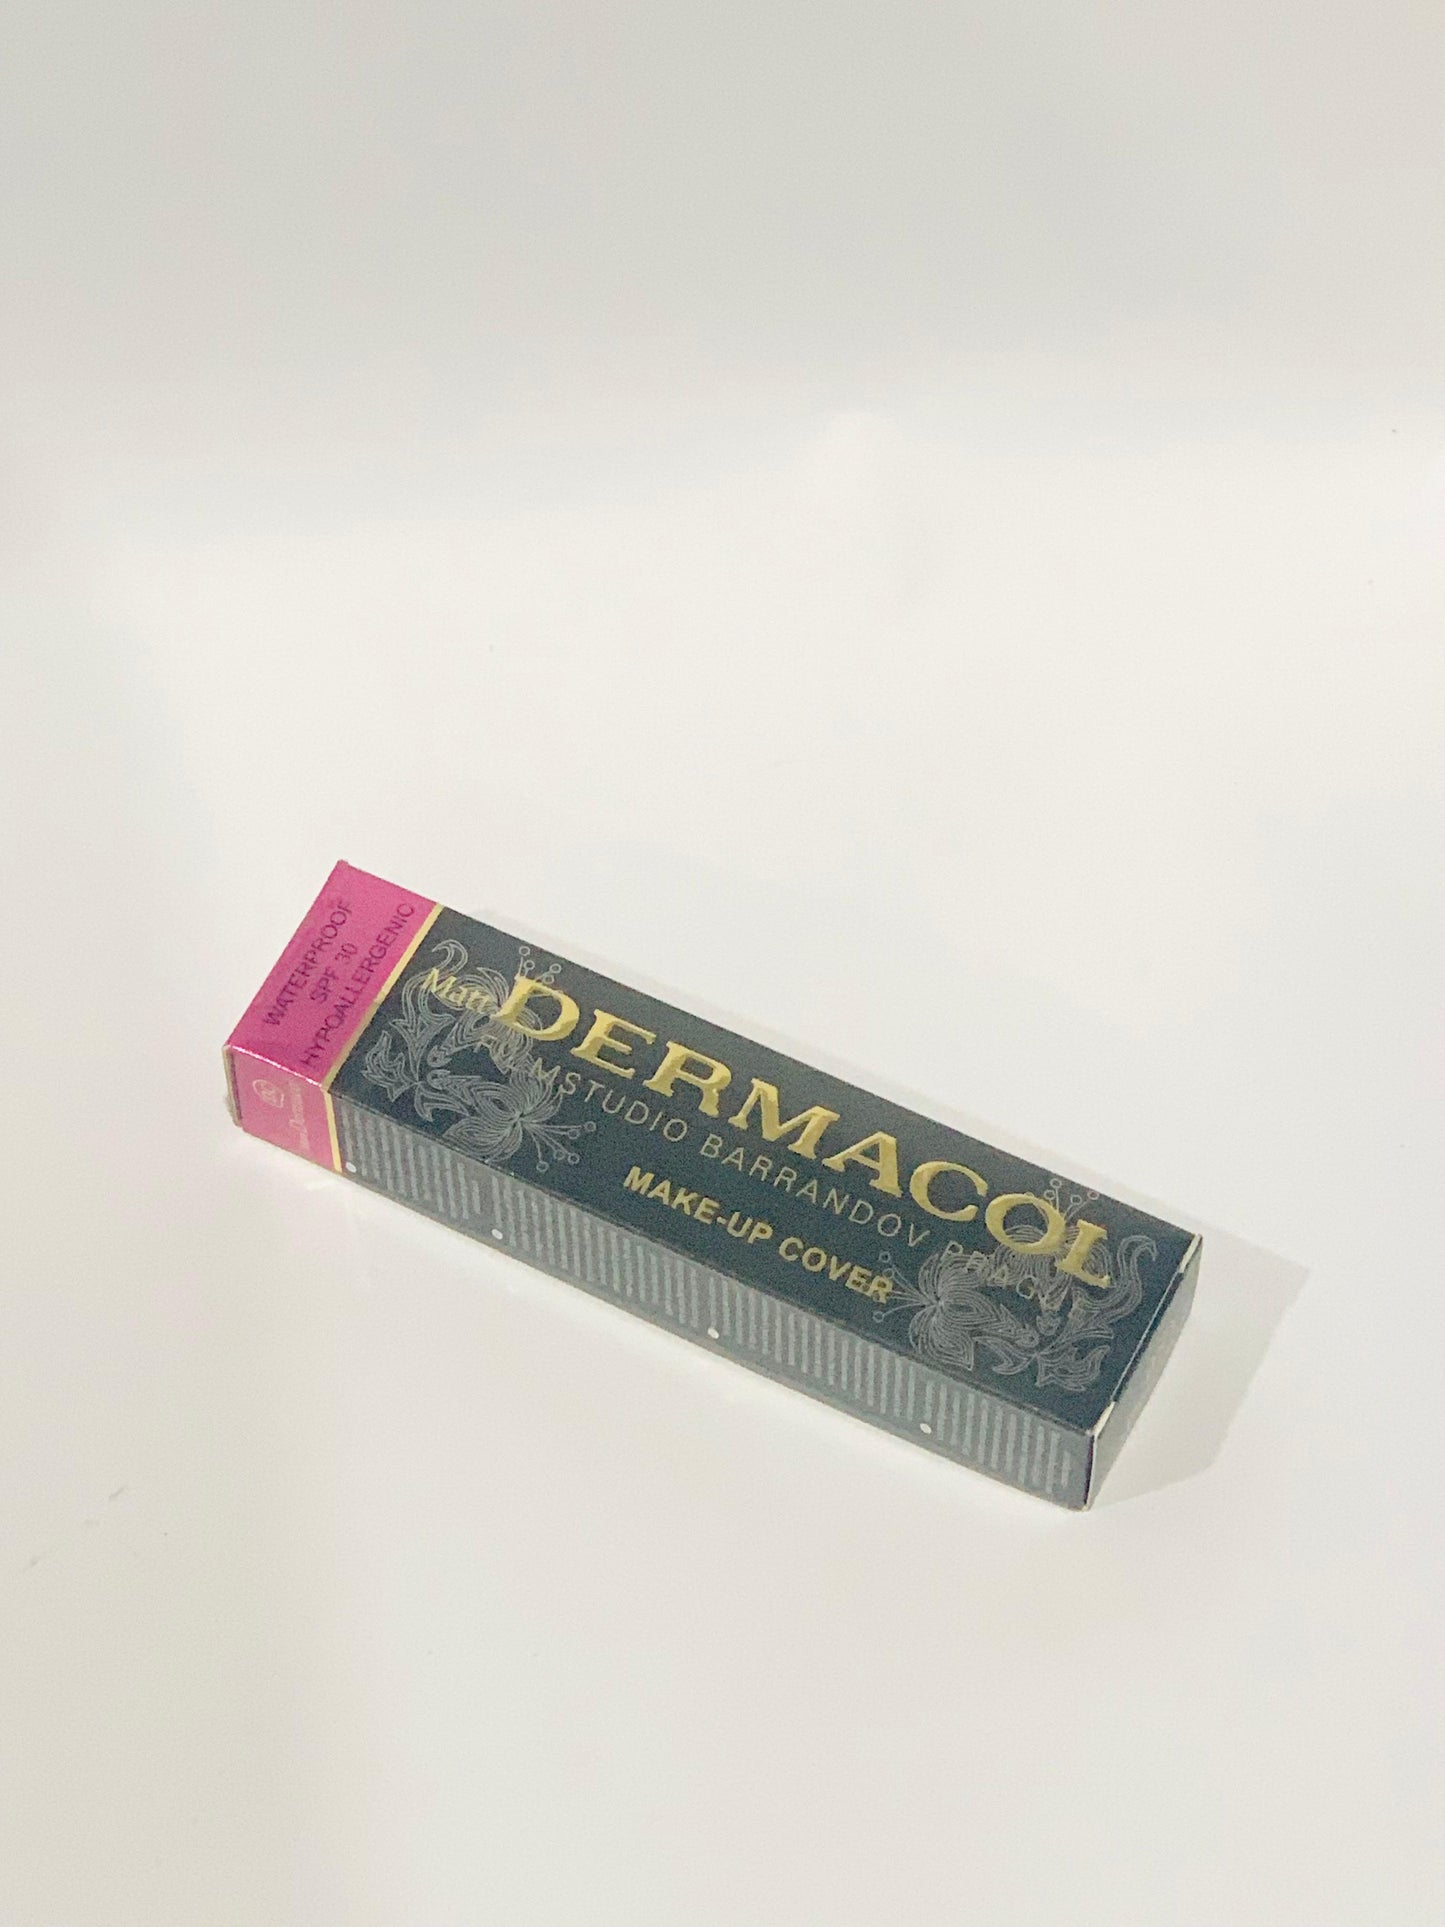 WATERPROOF
SPF 30
HYPOALLERGENIC
Matt
DERMACOL
FILMSTUDIO BARRANDOV PRAGUE
MAKE-UP COVER